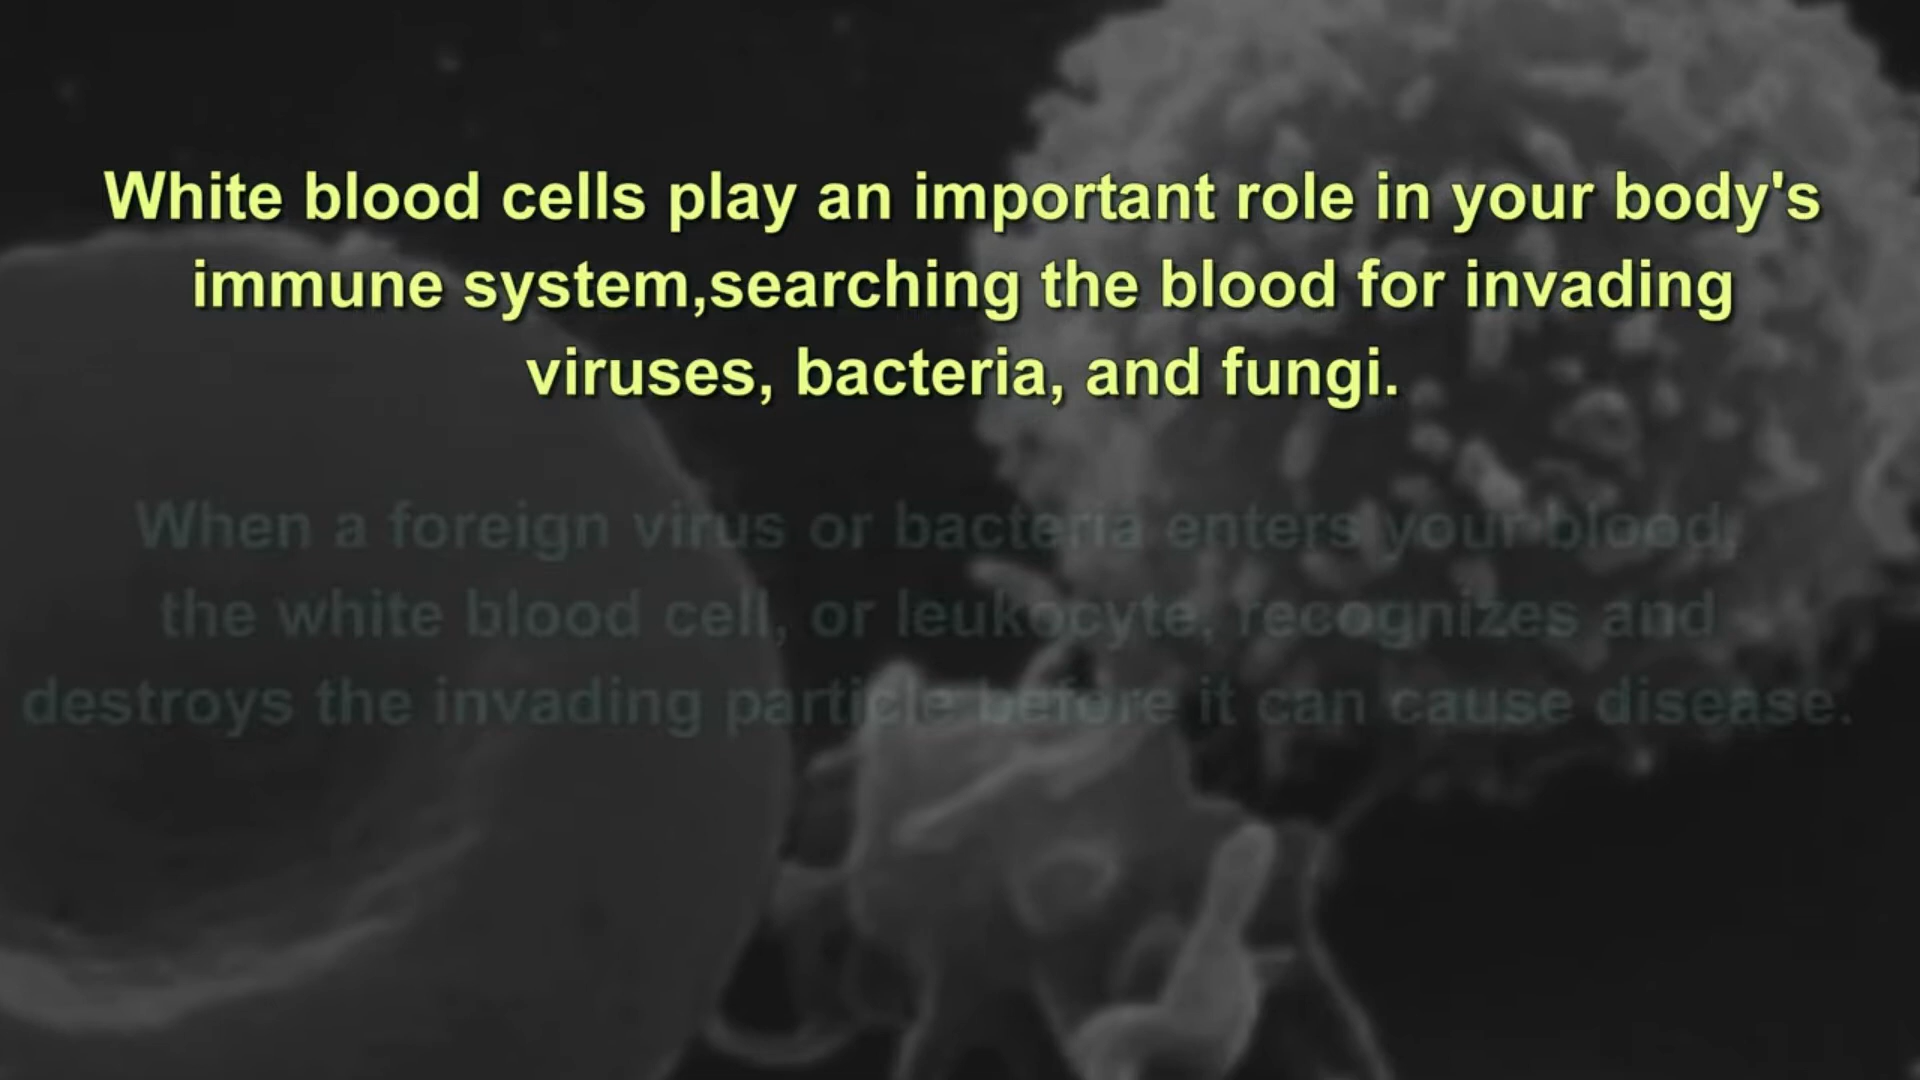 White blood cells play an important role in your body's
immune system,searching the blood for invading
viruses, bacteria, and fungi.
When a foreign virus or bacteria enters your blood,
the white blood cell, or leukocyte, recognizes and
destroys the invading particle before it can cause disease.